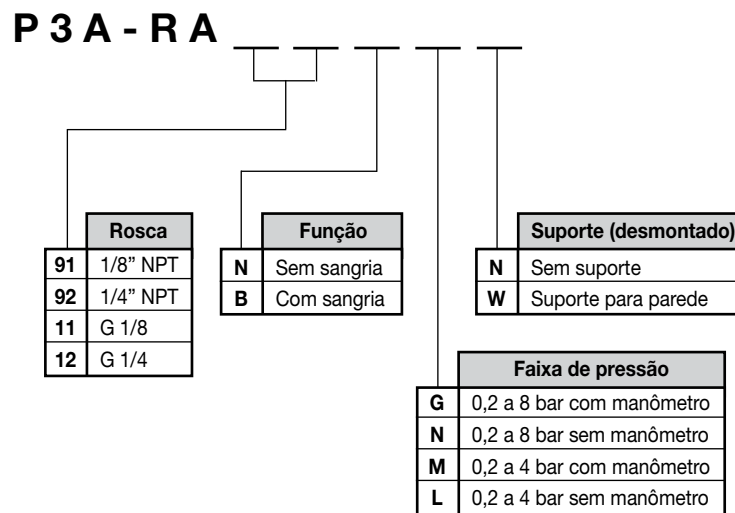 P 3 A - R A
Rosca
91 1/8” NPT
92 1/4” NPT
11 G 1/8
12 G 1/4
Função
N Sem sangria
B Com sangria
Suporte (desmontado)
N Sem suporte
W Suporte para parede
Faixa de pressão
G 0,2 a 8 bar com manômetro
N 0,2 a 8 bar sem manômetro
M 0,2 a 4 bar com manômetro
L 0,2 a 4 bar sem manômetro